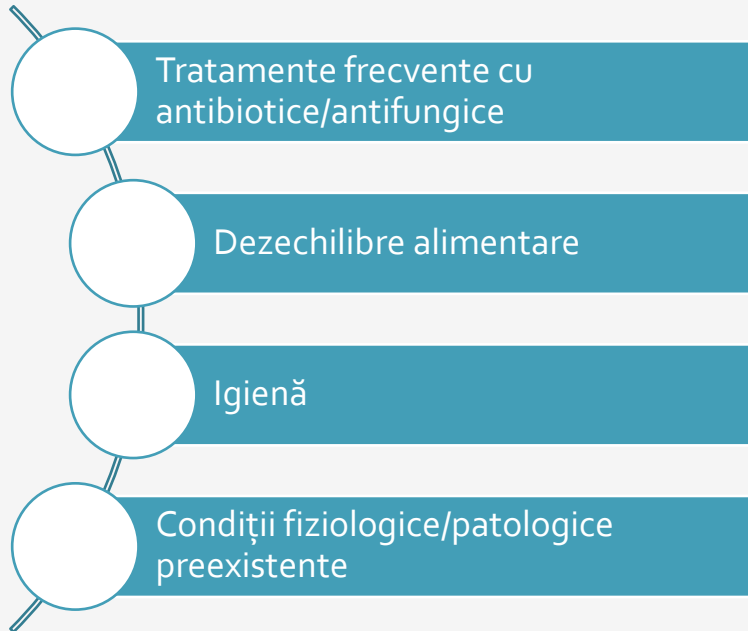 Tratamente frecvente cu
antibiotice/antifungice
Dezechilibre alimentare
Igienă
Condiții fiziologice/patologice
preexistente